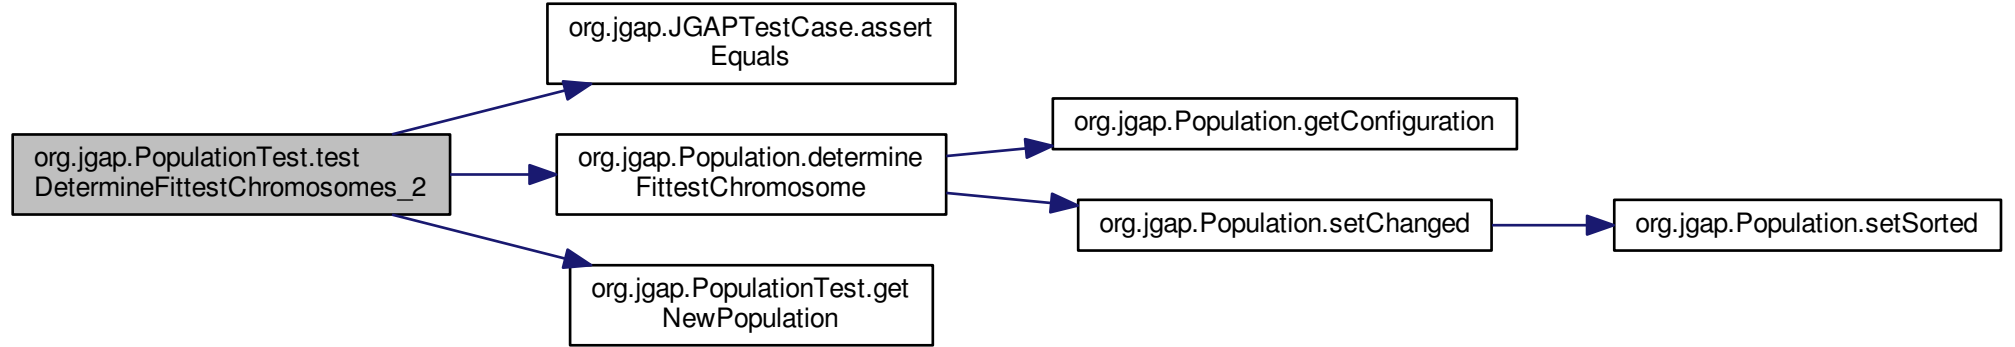 org.jgap.JGAPTestCase.assert
Equals
org.jgap.Population.getConfiguration
org.jgap.PopulationTest.test
DetermineFittestChromosomes_2
org.jgap.Population.determine
FittestChromosome
org.jgap.Population.setChanged
org.jgap.Population.setSorted
org.jgap.PopulationTest.get
NewPopulation